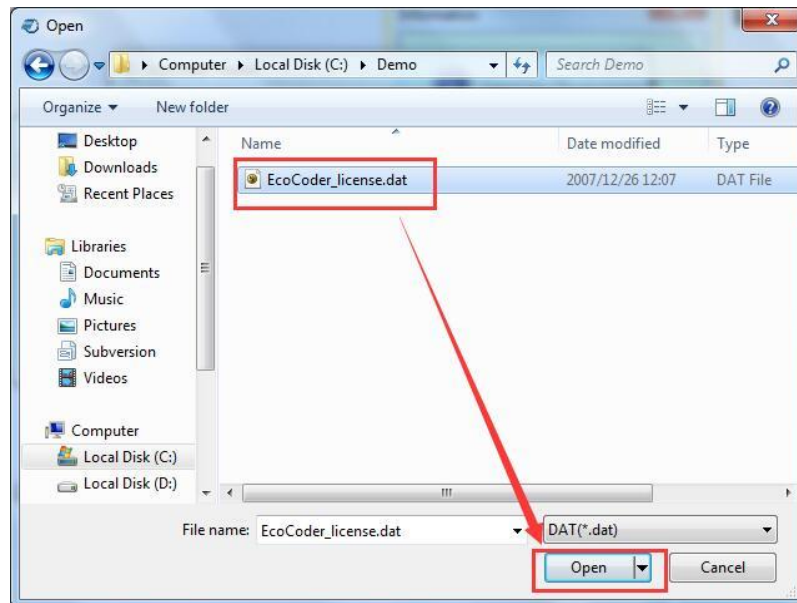 Open
Computer Local Disk (C:) Demo
Search Demo
Organize New folder
Name Date modified Type
EcoCoder_license.dat 2007/12/26 12:07 DAT File
Desktop
Downloads
Recent Places
Libraries
Documents
Music
Pictures
Subversion
Videos
Computer
Local Disk (C:)
Local Disk (D:)
File name: EcoCoder_license.dat DAT(*.dat)
Open Cancel